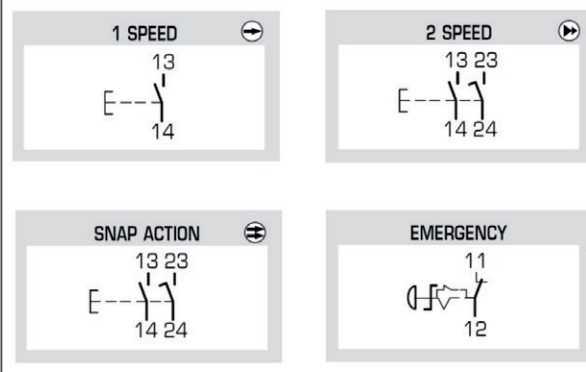 1 SPEED
13
14
2 SPEED
13 23
14 24
SNAP ACTION
13 23
14 24
EMERGENCY
11
12